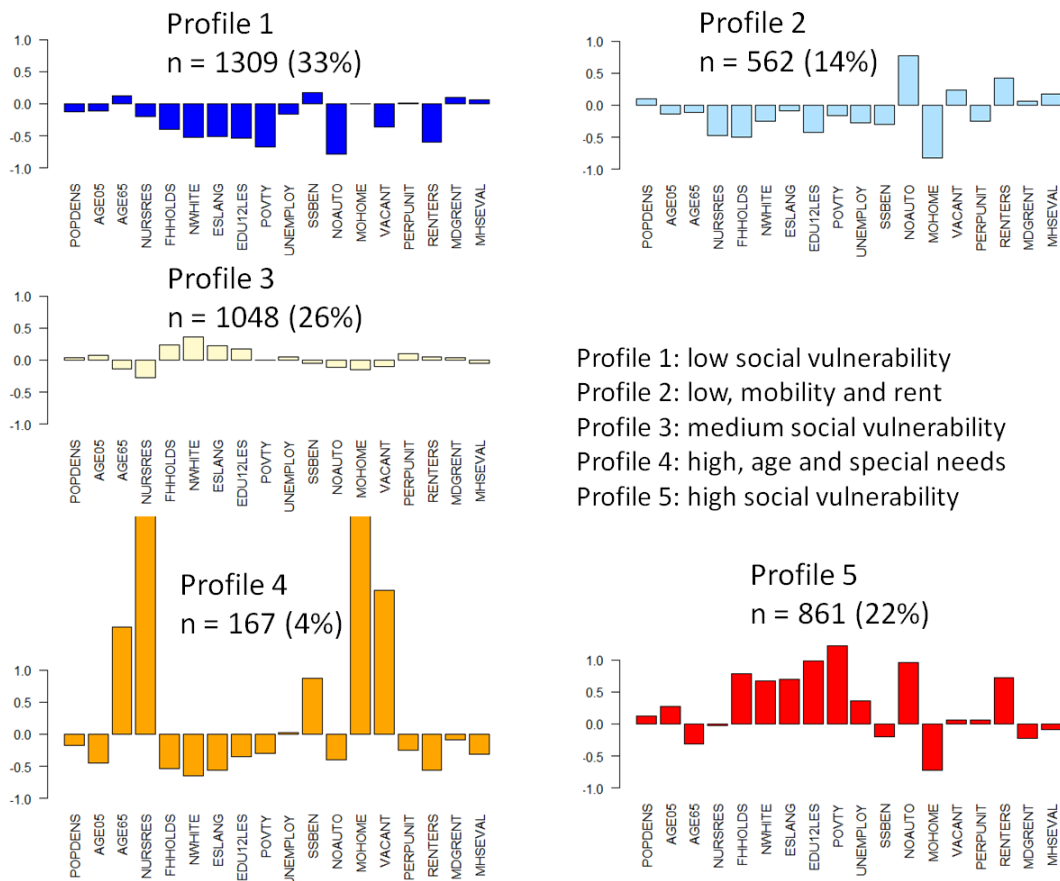 Profile 1
n = 1309 (33%)
1.0
0.5
0.0
-0.5
-1.0
POPDENS
AGE05
AGE65
NURSRES
FHHOLDS
NWHITE
ESLANG
EDU12LES
POVTY
UNEMPLOY
SSBEN
NOAUTO
MOHOME
VACANT
PERPUNIT
RENTERS
MDGRENT
MHSEVAL
Profile 2
n = 562 (14%)
1.0
0.5
0.0
-0.5
-1.0
POPDENS
AGE05
AGE65
NURSRES
FHHOLDS
NWHITE
ESLANG
EDU12LES
POVTY
UNEMPLOY
SSBEN
NOAUTO
MOHOME
VACANT
PERPUNIT
RENTERS
MDGRENT
MHSEVAL
Profile 3
n = 1048 (26%)
1.0
0.5
0.0
-0.5
-1.0
POPDENS
AGE05
AGE65
NURSRES
FHHOLDS
NWHITE
ESLANG
EDU12LES
POVTY
UNEMPLOY
SSBEN
NOAUTO
MOHOME
VACANT
PERPUNIT
RENTERS
MDGRENT
MHSEVAL
Profile 1: low social vulnerability
Profile 2: low, mobility and rent
Profile 3: medium social vulnerability
Profile 4: high, age and special needs
Profile 5: high social vulnerability
Profile 4
n = 167 (4%)
1.0
0.5
0.0
-0.5
-1.0
POPDENS
AGE05
AGE65
NURSRES
FHHOLDS
NWHITE
ESLANG
EDU12LES
POVTY
UNEMPLOY
SSBEN
NOAUTO
MOHOME
VACANT
PERPUNIT
RENTERS
MDGRENT
MHSEVAL
Profile 5
n = 861 (22%)
1.0
0.5
0.0
-0.5
-1.0
POPDENS
AGE05
AGE65
NURSRES
FHHOLDS
NWHITE
ESLANG
EDU12LES
POVTY
UNEMPLOY
SSBEN
NOAUTO
MOHOME
VACANT
PERPUNIT
RENTERS
MDGRENT
MHSEVAL